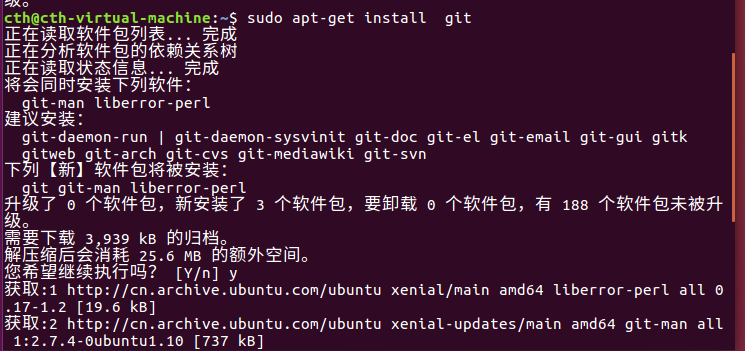 级。
cth@cth-virtual-machine:~$ sudo apt-get install  git
正在读取软件包列表... 完成
正在分析软件包的依赖关系树
正在读取状态信息... 完成
将会同时安装下列软件：
  git-man liberror-perl
建议安装：
  git-daemon-run | git-daemon-sysvinit git-doc git-el git-email git-gui gitk
  gitweb git-arch git-cvs git-mediawiki git-svn
下列【新】软件包将被安装：
  git git-man liberror-perl
升级了 0 个软件包，新安装了 3 个软件包，要卸载 0 个软件包，有 188 个软件包未被升
级。
需要下载 3,939 kB 的归档。
解压缩后会消耗 25.6 MB 的额外空间。
您希望继续执行吗？ [Y/n] y
获取:1 http://cn.archive.ubuntu.com/ubuntu xenial/main amd64 liberror-perl all 0
.17-1.2 [19.6 kB]
获取:2 http://cn.archive.ubuntu.com/ubuntu xenial-updates/main amd64 git-man all
 1:2.7.4-0ubuntu1.10 [737 kB]